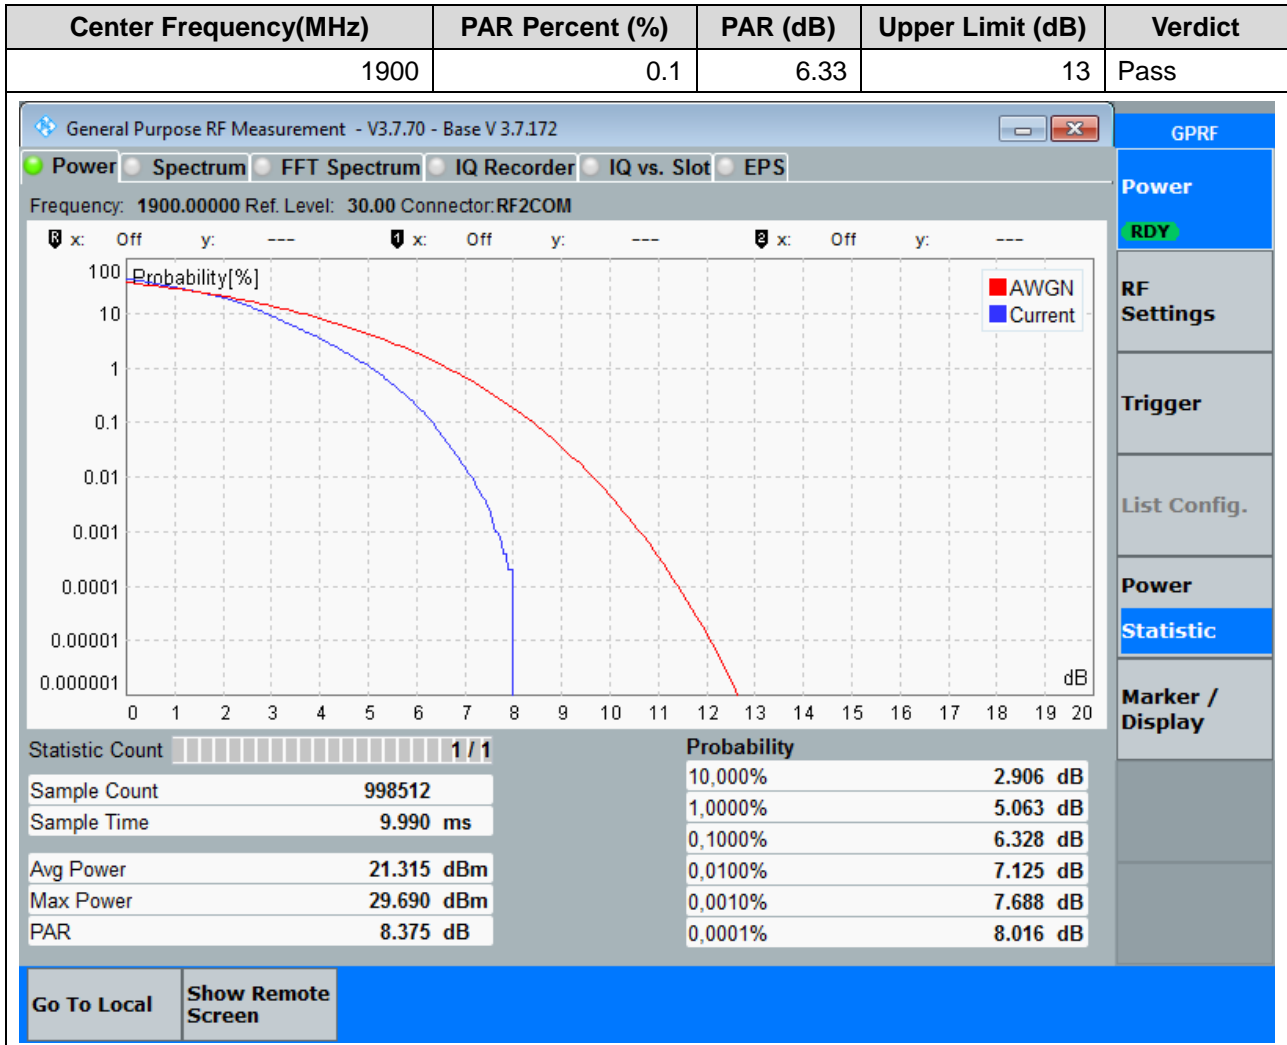 Center Frequency(MHz) PAR Percent (%) PAR (dB) Upper Limit (dB) Verdict
1900 0.1 6.33 13 Pass
General Purpose RF Measurement - V3.7.70 - Base V 3.7.172
GPRF
Power Spectrum FFT Spectrum IQ Recorder IQ vs. Slot EPS
Power
RDY
Frequency: 1900.00000 Ref. Level: 30.00 Connector:RF2COM
R x: Off y: --- 1 x: Off y: --- 2 x: Off y: ---
RF
Settings
Trigger
List Config.
Power
Statistic
Marker /
Display
Probability[%]
AWGN
Current
100
10
1
0.1
0.01
0.001
0.0001
0.00001
0.000001
dB
0 1 2 3 4 5 6 7 8 9 10 11 12 13 14 15 16 17 18 19 20
Statistic Count 1 / 1
Sample Count 998512
Sample Time 9.990 ms
Avg Power 21.315 dBm
Max Power 29.690 dBm
PAR 8.375 dB
Probability
10,000% 2.906 dB
1,0000% 5.063 dB
0,1000% 6.328 dB
0,0100% 7.125 dB
0,0010% 7.688 dB
0,0001% 8.016 dB
Go To Local
Show Remote
Screen